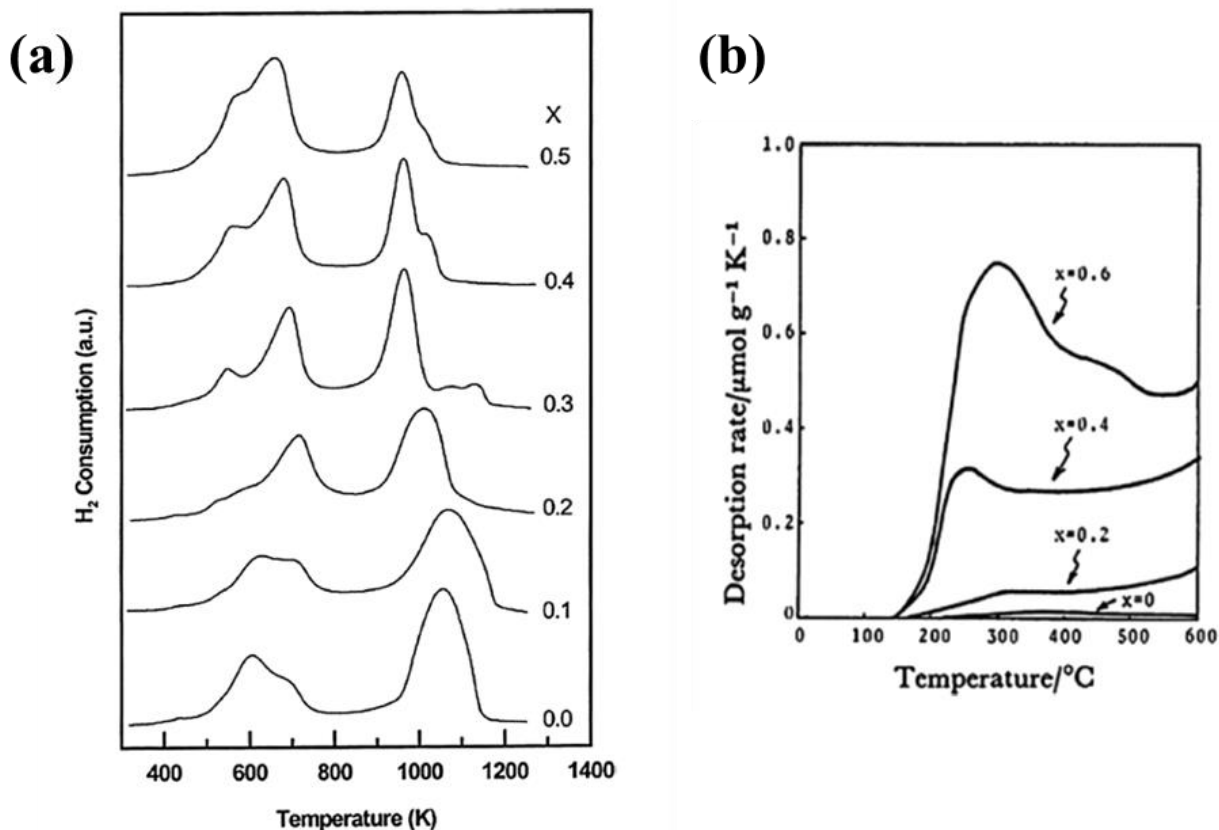 (a)
X
0.5
0.4
0.3
0.2
0.1
0.0
H₂ Consumption (a.u.)
400 600 800 1000 1200 1400
Temperature (K)
(b)
1.0
0.8
0.6
0.4
0.2
0
x=0.6
x=0.4
x=0.2
x=0
Desorption rate/μmol g⁻¹ K⁻¹
0 100 200 300 400 500 600
Temperature/°C